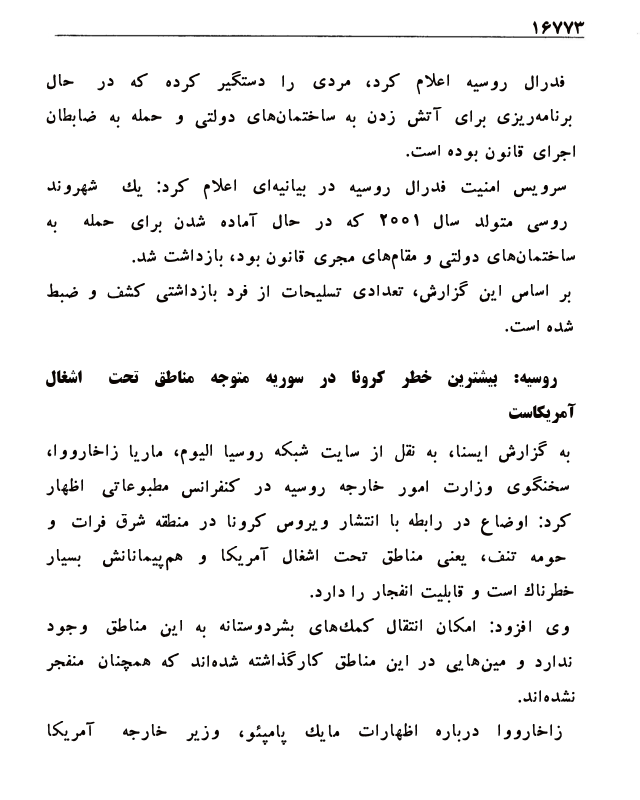 ۱۶۷۷۳
فدرال روسیه اعلام کرد، مردی را دستگیر کرده که در حال
برنامه‌ریزی برای آتش زدن به ساختمان‌های دولتی و حمله به ضابطان
اجرای قانون بوده است.
سرویس امنیت فدرال روسیه در بیانیه‌ای اعلام کرد: یك شهروند
روسی متولد سال ۲۰۰۱ که در حال آماده شدن برای حمله به
ساختمان‌های دولتی و مقام‌های مجری قانون بود، بازداشت شد.
بر اساس این گزارش، تعدادی تسلیحات از فرد بازداشتی کشف و ضبط
شده است.
روسیه: بیشترین خطر کرونا در سوریه متوجه مناطق تحت اشغال
آمریکاست
به گزارش ایسنا، به نقل از سایت شبکه روسیا الیوم، ماریا زاخارووا،
سخنگوی وزارت امور خارجه روسیه در کنفرانس مطبوعاتی اظهار
کرد: اوضاع در رابطه با انتشار ویروس کرونا در منطقه شرق فرات و
حومه تنف، یعنی مناطق تحت اشغال آمریکا و هم‌پیمانانش بسیار
خطرناك است و قابلیت انفجار را دارد.
وی افزود: امکان انتقال کمك‌های بشردوستانه به این مناطق وجود
ندارد و مین‌هایی در این مناطق کارگذاشته شده‌اند که همچنان منفجر
نشده‌اند.
زاخارووا درباره اظهارات مایك پامپئو، وزیر خارجه آمریکا